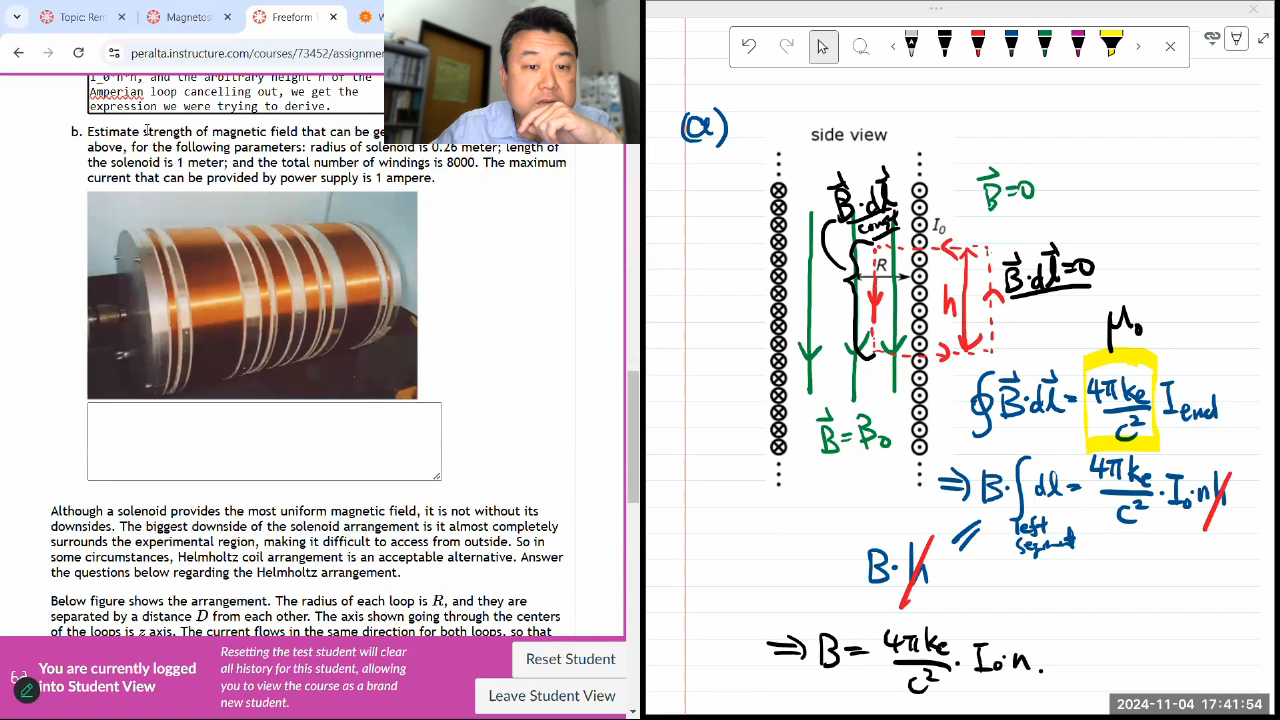 Topic
Magnetic f
Freeform
peralta.instructure.com/courses/73452/assignme
I_0*n*h, and the arbitrary height h of the
Amperian loop cancelling out, we get the
expression we were trying to derive.
b. Estimate strength of magnetic field that can be ge
above, for the following parameters: radius of solenoid is 0.26 meter; length of
the solenoid is 1 meter; and the total number of windings is 8000. The maximum
current that can be provided by power supply is 1 ampere.
Although a solenoid provides the most uniform magnetic field, it is not without its
downsides. The biggest downside of the solenoid arrangement is it almost completely
surrounds the experimental region, making it difficult to access from outside. So in
some circumstances, Helmholtz coil arrangement is an acceptable alternative. Answer
the questions below regarding the Helmholtz arrangement.
Below figure shows the arrangement. The radius of each loop is R, and they are
separated by a distance D from each other. The axis shown going through the centers
of the loops is z axis. The current flows in the same direction for both loops, so that
You are currently logged
into Student View
Resetting the test student will clear
all history for this student, allowing
you to view the course as a brand
new student.
Reset Student
Leave Student View
(a)
side view
B⃗·dl⃗
const
B⃗=0
I₀
R
h
B⃗·dl⃗=0
μ₀
B⃗=B₀
∮B⃗·dl⃗= 4πkₑ/c² I encl
⇒ B·∫dl= 4πkₑ/c² · I₀·nh
left
segment
B·h
⇒ B= 4πkₑ/c² · I₀·n.
2024-11-04 17:41:54